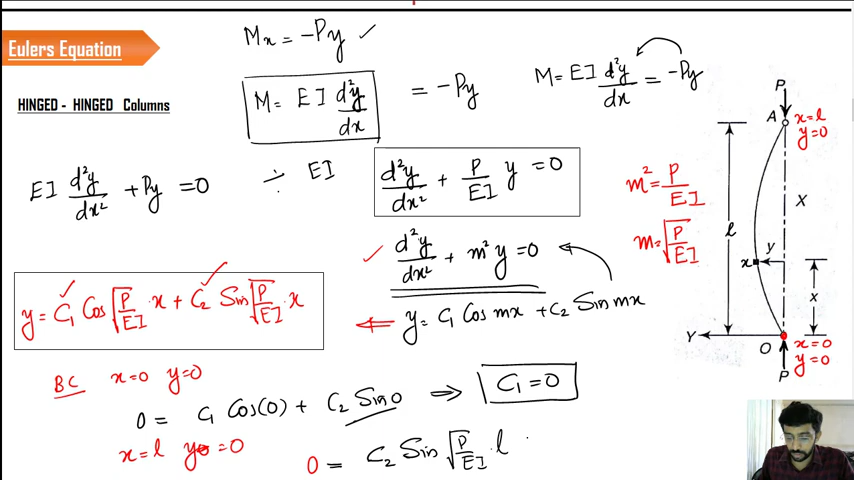 Eulers Equation
Mx = -Py ✓
HINGED - HINGED Columns
M = EI d²y/dx = -Py
M = EI d²y/dx = -Py
EI d²y/dx² + Py = 0 ÷ EI
d²y/dx² + P/EI y = 0
✓ d²y/dx² + m²y = 0
m² = P/EI
m = √P/EI
y = C₁ Cos mx + C₂ Sin mx
y = C₁ Cos √P/EI · x + C₂ Sin √P/EI · x
BC x=0 y=0
0 = C₁ Cos(0) + C₂ Sin 0 ⇒ C₁ = 0
x = l y = 0
0 = C₂ Sin √P/EI · l
P
A x=l
y=0
l
X
x y
x
Y
O x=0
y=0
P